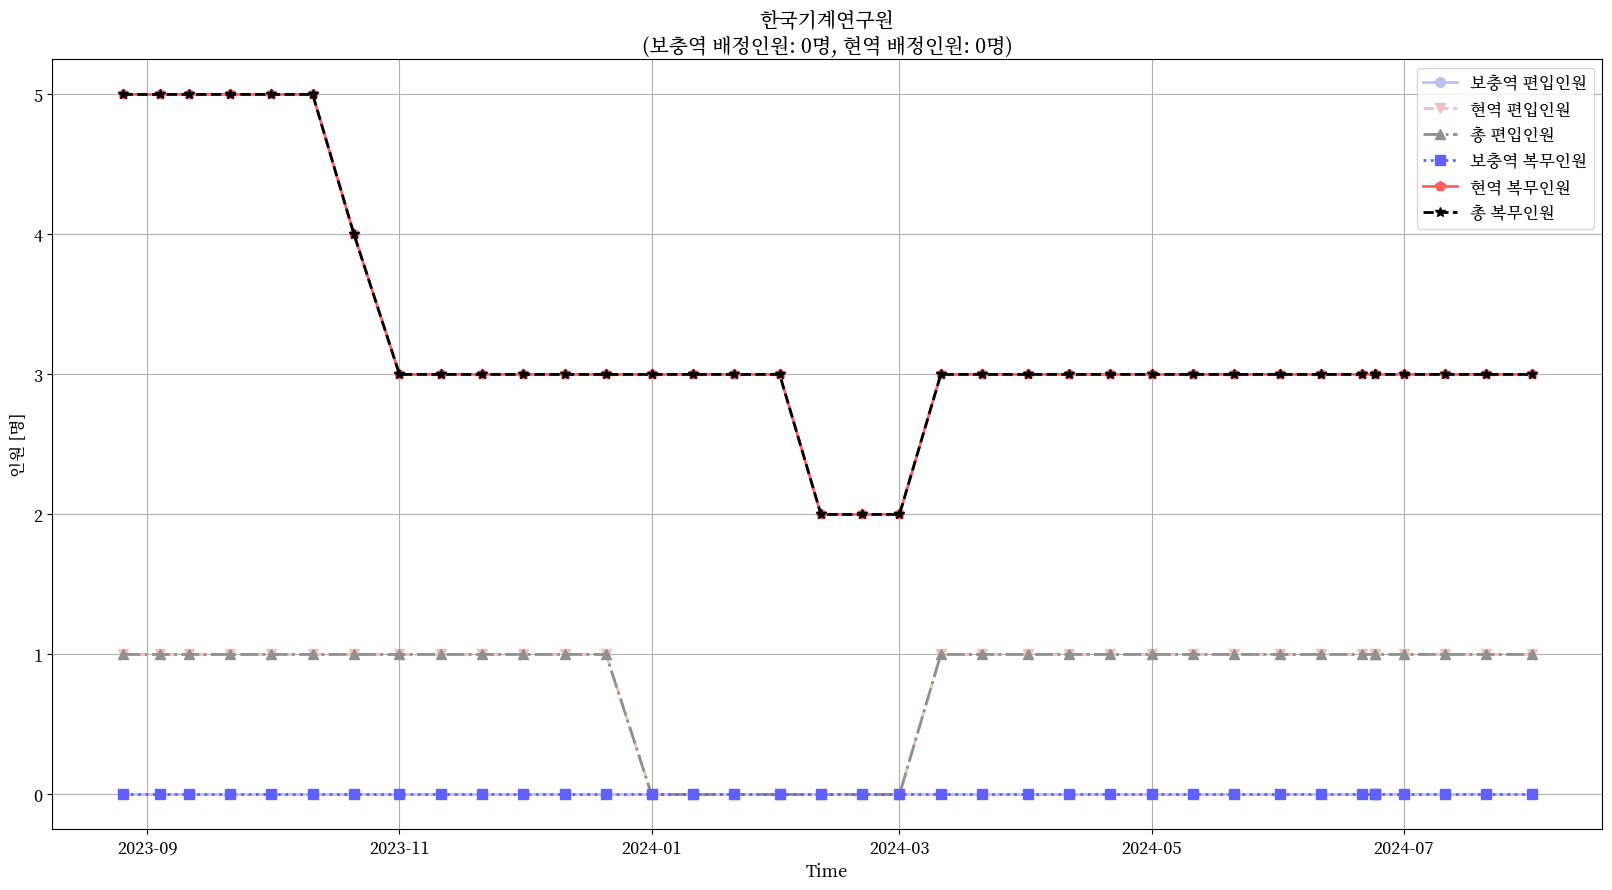 한국기계연구원
(보충역 배정인원: 0명, 현역 배정인원: 0명)
보충역 편입인원
현역 편입인원
총 편입인원
보충역 복무인원
현역 복무인원
총 복무인원
인원 [명]
5
4
3
2
1
0
2023-09
2023-11
2024-01
2024-03
2024-05
2024-07
Time